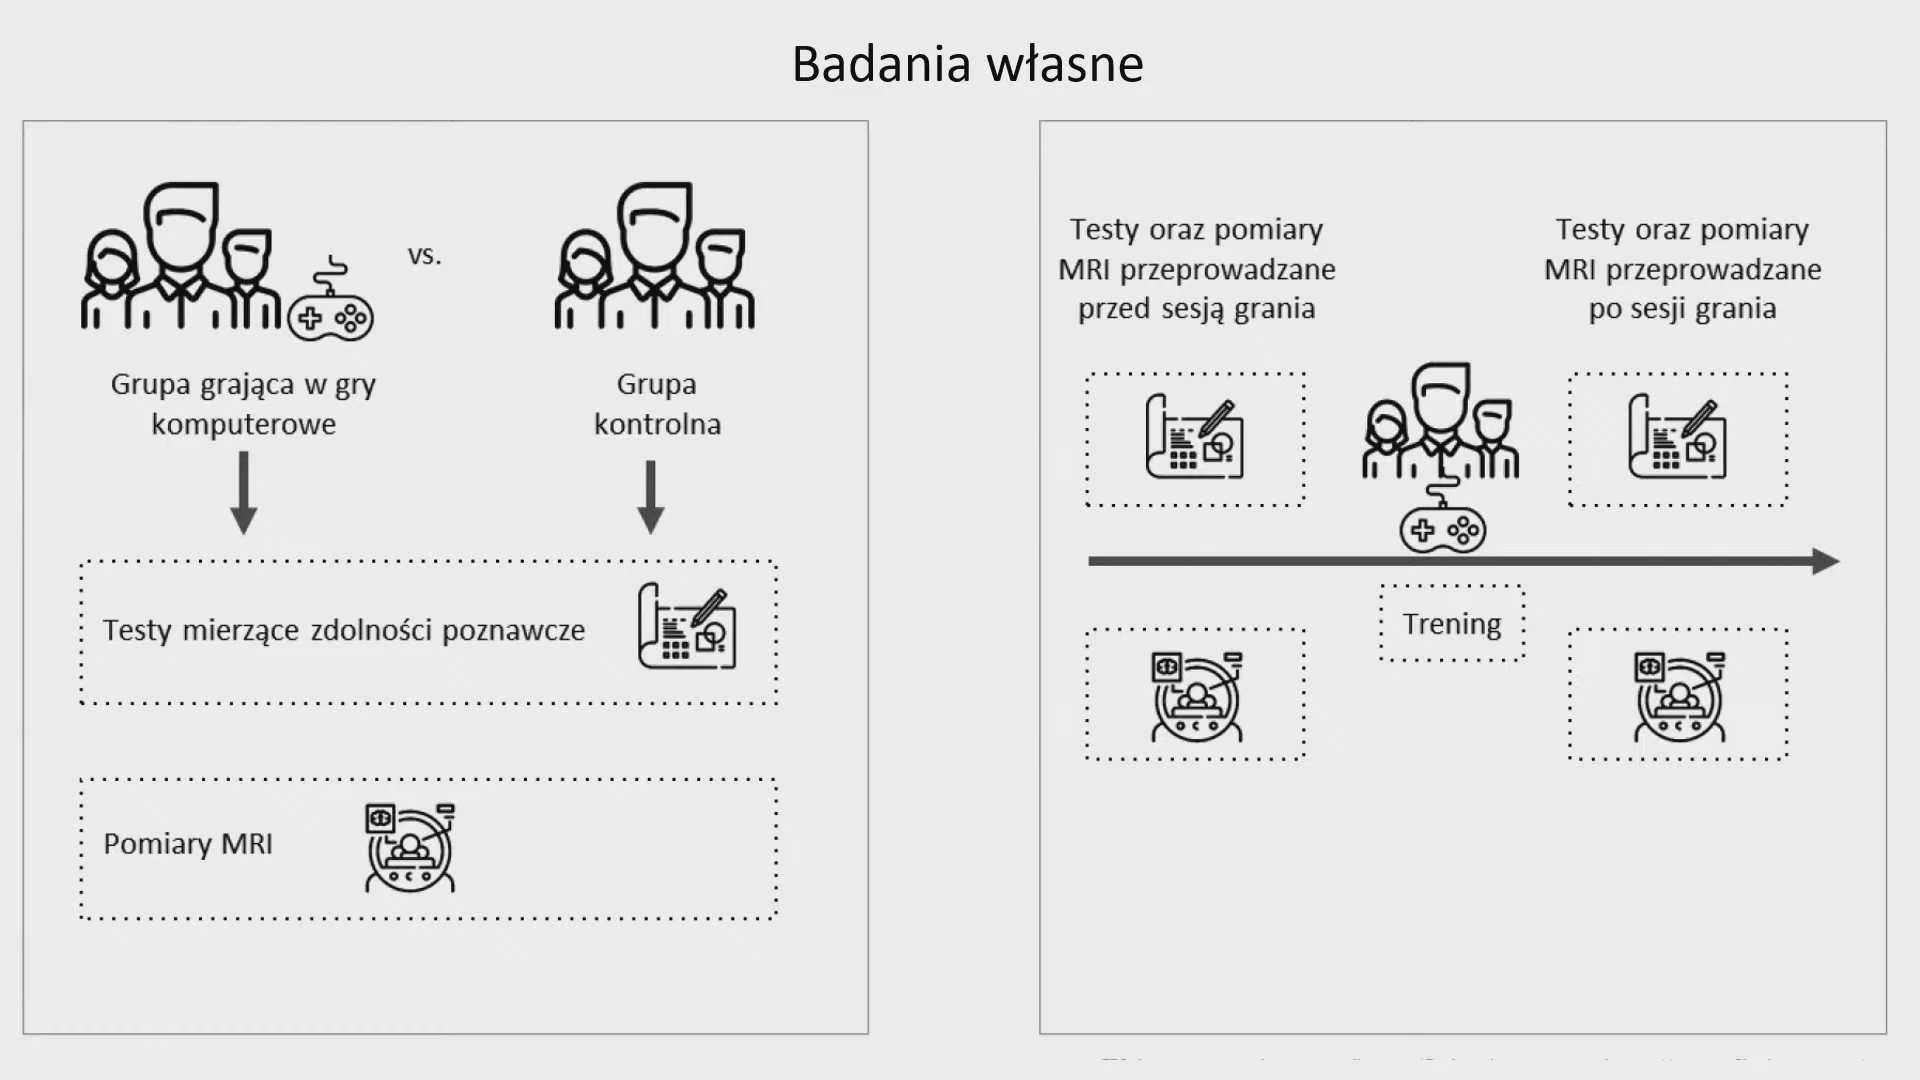 Badania własne
vs.
Grupa grająca w gry
komputerowe
Grupa
kontrolna
Testy mierzące zdolności poznawcze
Pomiary MRI
Testy oraz pomiary
MRI przeprowadzane
przed sesją grania
Testy oraz pomiary
MRI przeprowadzane
po sesji grania
Trening